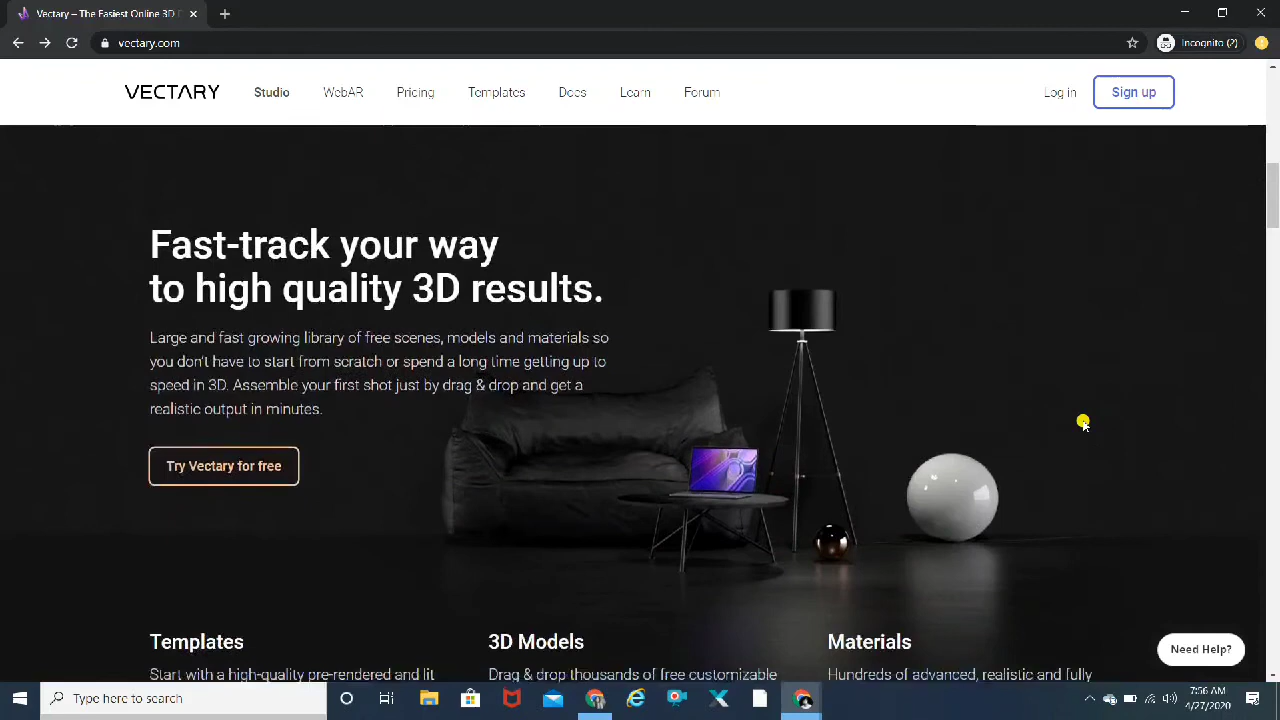 Vectary – The Easiest Online 3D D
vectary.com
Incognito (2)
VECTARY
Studio
WebAR
Pricing
Templates
Docs
Learn
Forum
Log in
Sign up
Fast-track your way
to high quality 3D results.
Large and fast growing library of free scenes, models and materials so
you don't have to start from scratch or spend a long time getting up to
speed in 3D. Assemble your first shot just by drag & drop and get a
realistic output in minutes.
Try Vectary for free
Templates
3D Models
Materials
Start with a high-quality pre-rendered and lit
Drag & drop thousands of free customizable
Hundreds of advanced, realistic and fully
Need Help?
Type here to search
7:56 AM
4/27/2020